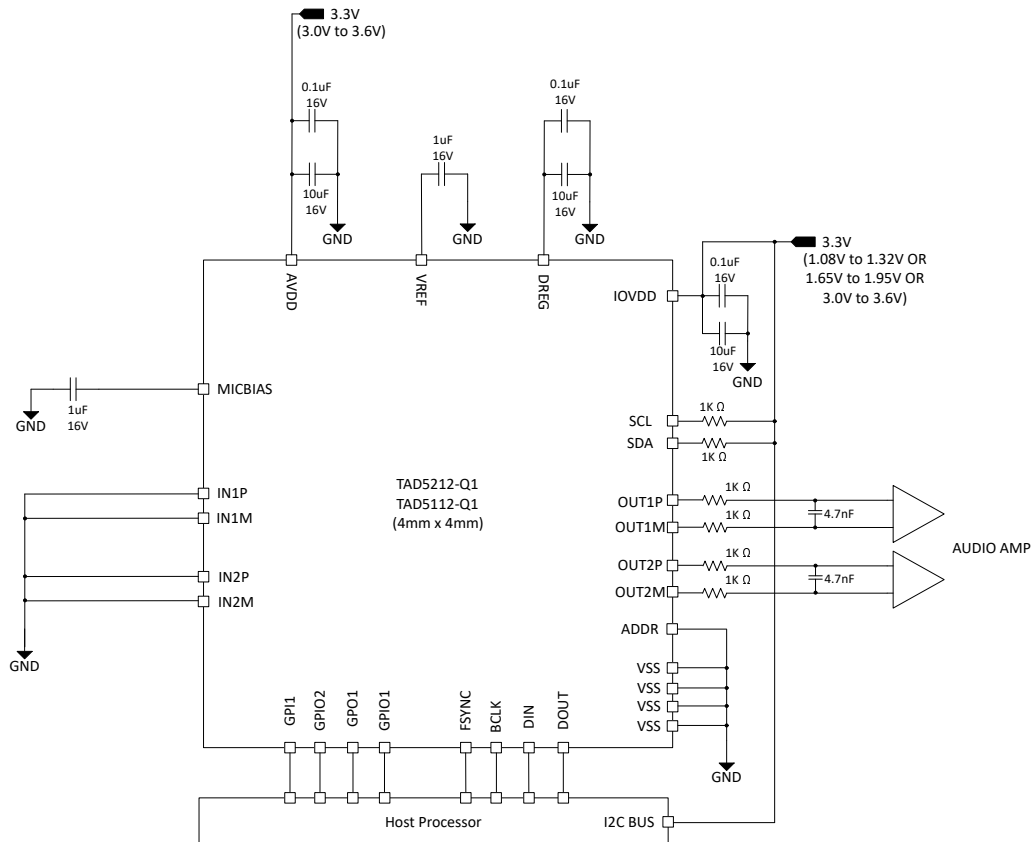 3.3V
(3.0V to 3.6V)
0.1uF
16V
10uF
16V
GND
1uF
16V
GND
0.1uF
16V
10uF
16V
GND
3.3V
(1.08V to 1.32V OR
1.65V to 1.95V OR
3.0V to 3.6V)
0.1uF
16V
10uF
16V
GND
AVDD
VREF
DREG
IOVDD
MICBIAS
1uF
16V
GND
SCL
1K Ω
SDA
1K Ω
IN1P
IN1M
IN2P
IN2M
GND
TAD5212-Q1
TAD5112-Q1
(4mm x 4mm)
OUT1P
1K Ω
OUT1M
1K Ω
4.7nF
OUT2P
1K Ω
OUT2M
1K Ω
4.7nF
AUDIO AMP
ADDR
VSS
VSS
VSS
VSS
GND
GPI1
GPIO2
GPO1
GPIO1
FSYNC
BCLK
DIN
DOUT
Host Processor
I2C BUS